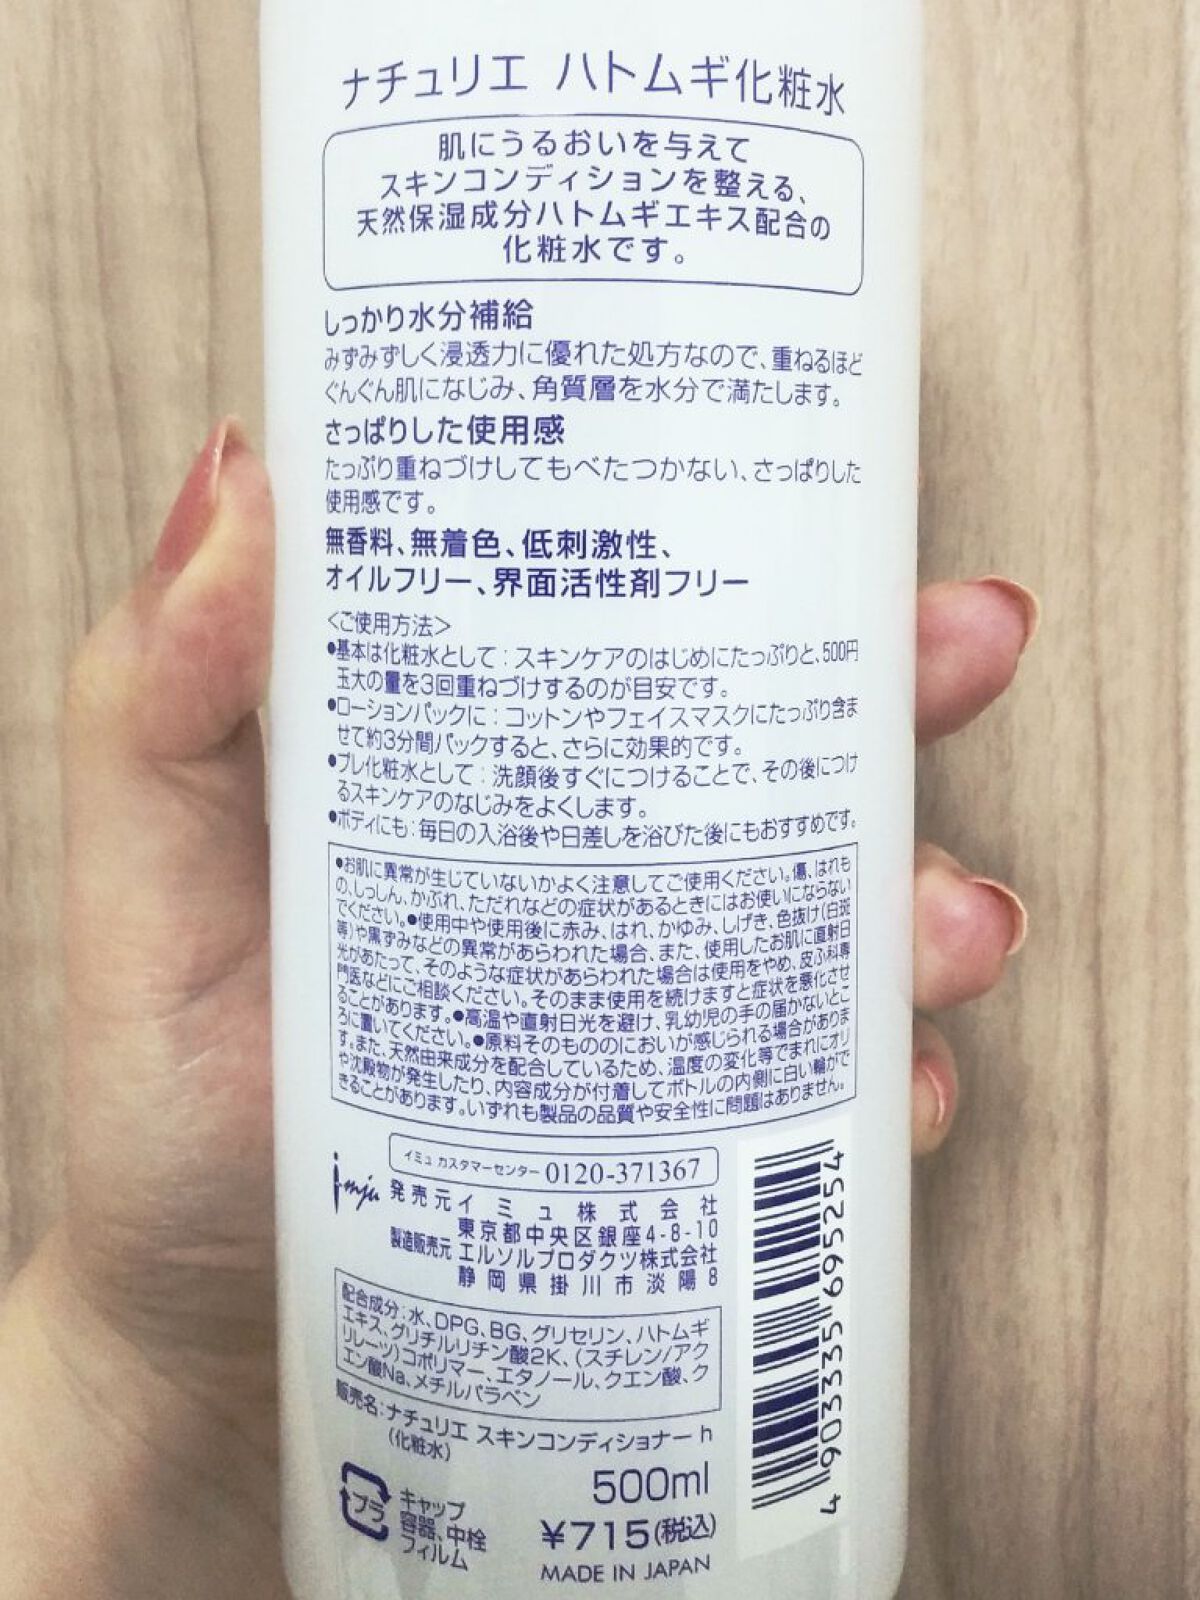 ナチュリエ ハトムギ化粧水
肌にうるおいを与えて
スキンコンディションを整える、
天然保湿成分ハトムギエキス配合の
化粧水です。
しっかり水分補給
みずみずしく浸透力に優れた処方なので、重ねるほど
ぐんぐん肌になじみ、角質層を水分で満たします。
さっぱりした使用感
たっぷり重ねづけしてもべたつかない、さっぱりした
使用感です。
無香料、無着色、低刺激性、
オイルフリー、界面活性剤フリー
<ご使用方法>
●基本は化粧水として:スキンケアのはじめにたっぷりと、500円
玉大の量を3回重ねづけするのが目安です。
●ローションパックに:コットンやフェイスマスクにたっぷり含ま
せて約3分間パックすると、さらに効果的です。
●プレ化粧水として:洗顔後すぐにつけることで、その後につけ
るスキンケアのなじみをよくします。
●ボディにも:毎日の入浴後や日差しを浴びた後にもおすすめです。
●お肌に異常が生じていないかよく注意してご使用ください。傷、はれも
の、しっしん、かぶれ、ただれなどの症状があるときにはお使いにならない
でください。●使用中や使用後に赤み、はれ、かゆみ、しげき、色抜け(白斑
等)や黒ずみなどの異常があらわれた場合、また、使用したお肌に直射日
光があたって、そのような症状があらわれた場合は使用をやめ、皮ふ科専
門医などにご相談ください。そのまま使用を続けますと症状を悪化させ
ることがあります。●高温や直射日光を避け、乳幼児の手の届かないとこ
ろに置いてください。●原料そのもののにおいが感じられる場合がありま
す。また、天然由来成分を配合しているため、温度の変化等でまれにオリ
や沈殿物が発生したり、内容成分が付着してボトルの内側に白い輪がで
きることがあります。いずれも製品の品質や安全性に問題はありません。
イミュ カスタマーセンター 0120-371367
i-mju
発売元 イミュ株式会社
東京都中央区銀座4-8-10
製造販売元 エルソルプロダクツ株式会社
静岡県掛川市淡陽8
配合成分:水、DPG、BG、グリセリン、ハトムギ
エキス、グリチルリチン酸2K、(スチレン/アク
リレーツ)コポリマー、エタノール、クエン酸、ク
エン酸Na、メチルパラベン
販売名:ナチュリエ スキンコンディショナー h
(化粧水)
500ml
プラ
キャップ
容器、中栓
フィルム
¥715(税込)
MADE IN JAPAN
4903335695254